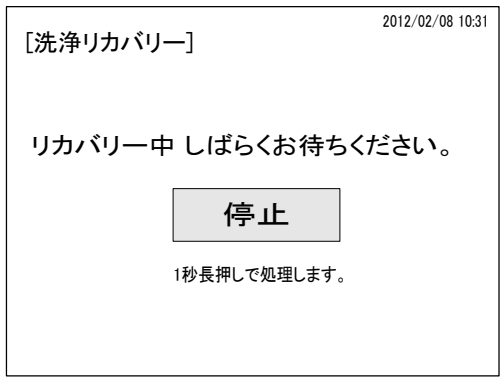 2012/02/08 10:31
[洗浄リカバリー]
リカバリー中 しばらくお待ちください。
停止
1秒長押しで処理します。